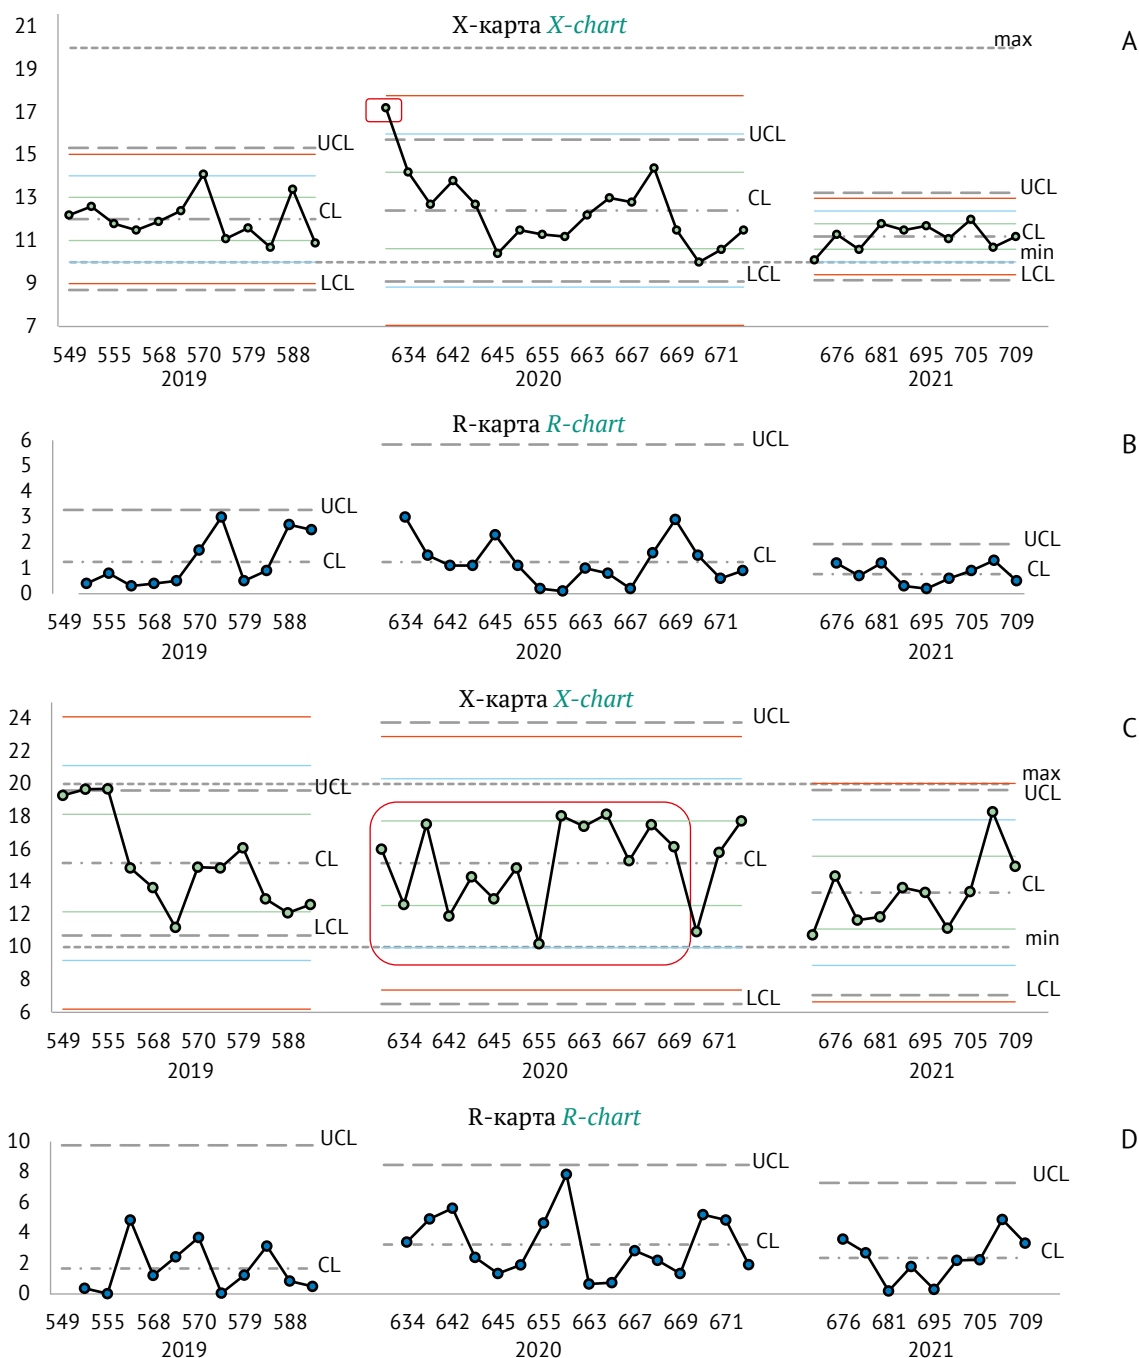 X-карта X-chart
A
21
19
17
15
13
11
9
7
max
UCL
CL
LCL
UCL
CL
LCL
UCL
CL
min
LCL
549 555 568 570 579 588 634 642 645 655 663 667 669 671 676 681 695 705 709
2019 2020 2021
R-карта R-chart
B
6
5
4
3
2
1
0
UCL
CL
UCL
CL
UCL
CL
549 555 568 570 579 588 634 642 645 655 663 667 669 671 676 681 695 705 709
2019 2020 2021
X-карта X-chart
C
24
22
20
18
16
14
12
10
8
6
UCL
CL
LCL
UCL
CL
LCL
max
UCL
CL
min
LCL
549 555 568 570 579 588 634 642 645 655 663 667 669 671 676 681 695 705 709
2019 2020 2021
R-карта R-chart
D
10
8
6
4
2
0
UCL
CL
UCL
CL
UCL
CL
549 555 568 570 579 588 634 642 645 655 663 667 669 671 676 681 695 705 709
2019 2020 2021